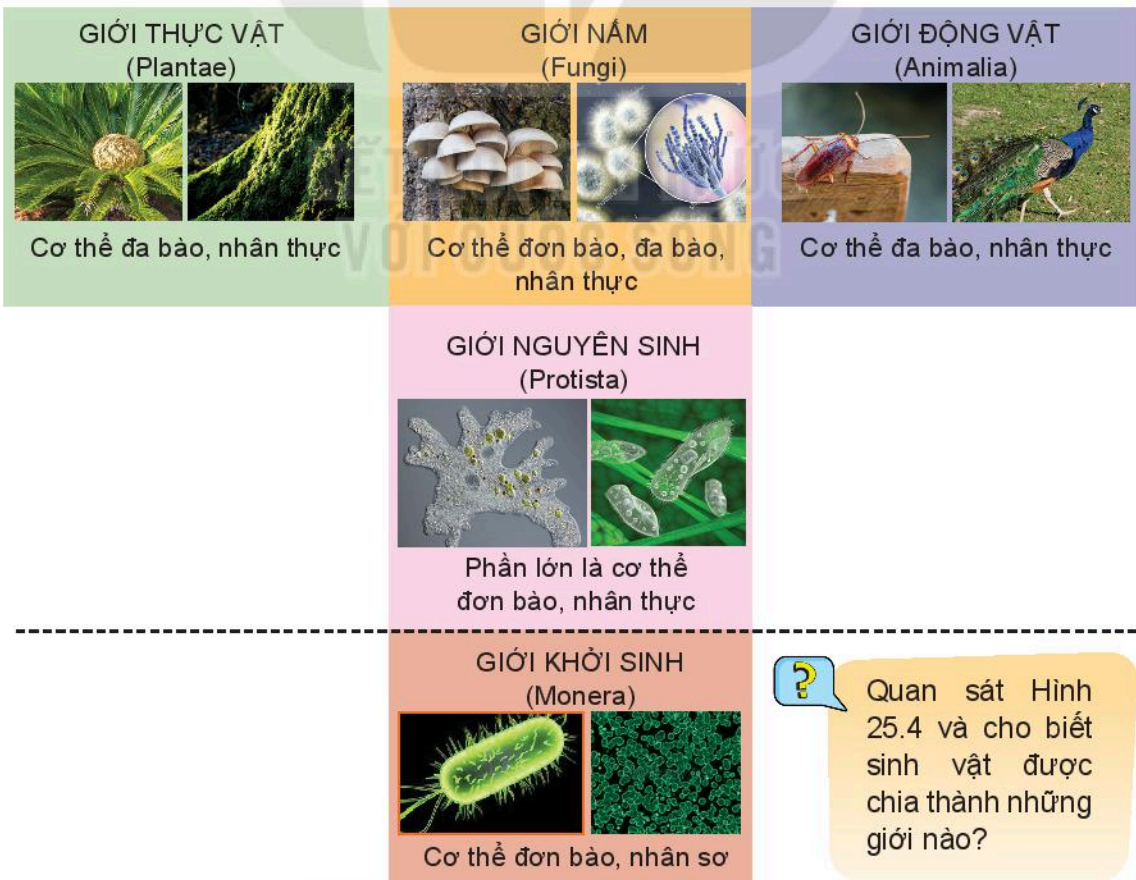 GIỚI THỰC VẬT
(Plantae)
Cơ thể đa bào, nhân thực
GIỚI NẤM
(Fungi)
Cơ thể đơn bào, đa bào,
nhân thực
GIỚI ĐỘNG VẬT
(Animalia)
Cơ thể đa bào, nhân thực
GIỚI NGUYÊN SINH
(Protista)
Phần lớn là cơ thể
đơn bào, nhân thực
GIỚI KHỞI SINH
(Monera)
Cơ thể đơn bào, nhân sơ
?
Quan sát Hình
25.4 và cho biết
sinh vật được
chia thành những
giới nào?